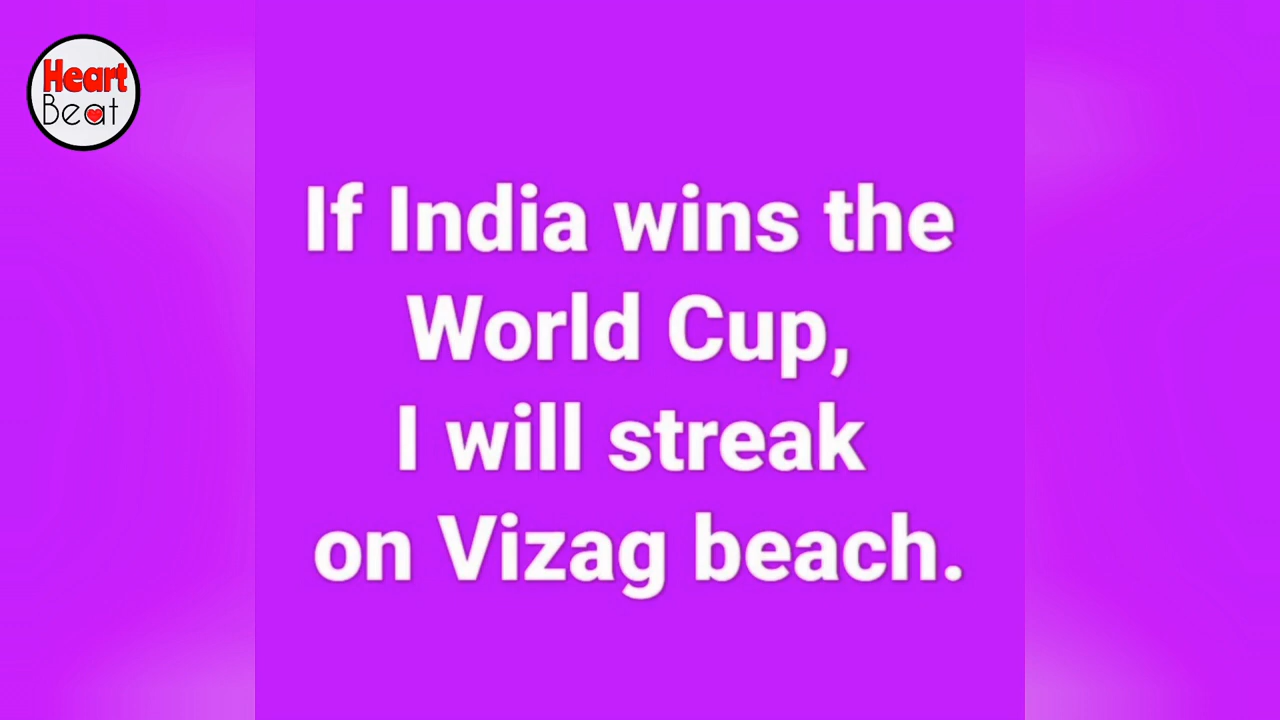 Heart
Beat
If India wins the
World Cup,
I will streak
on Vizag beach.